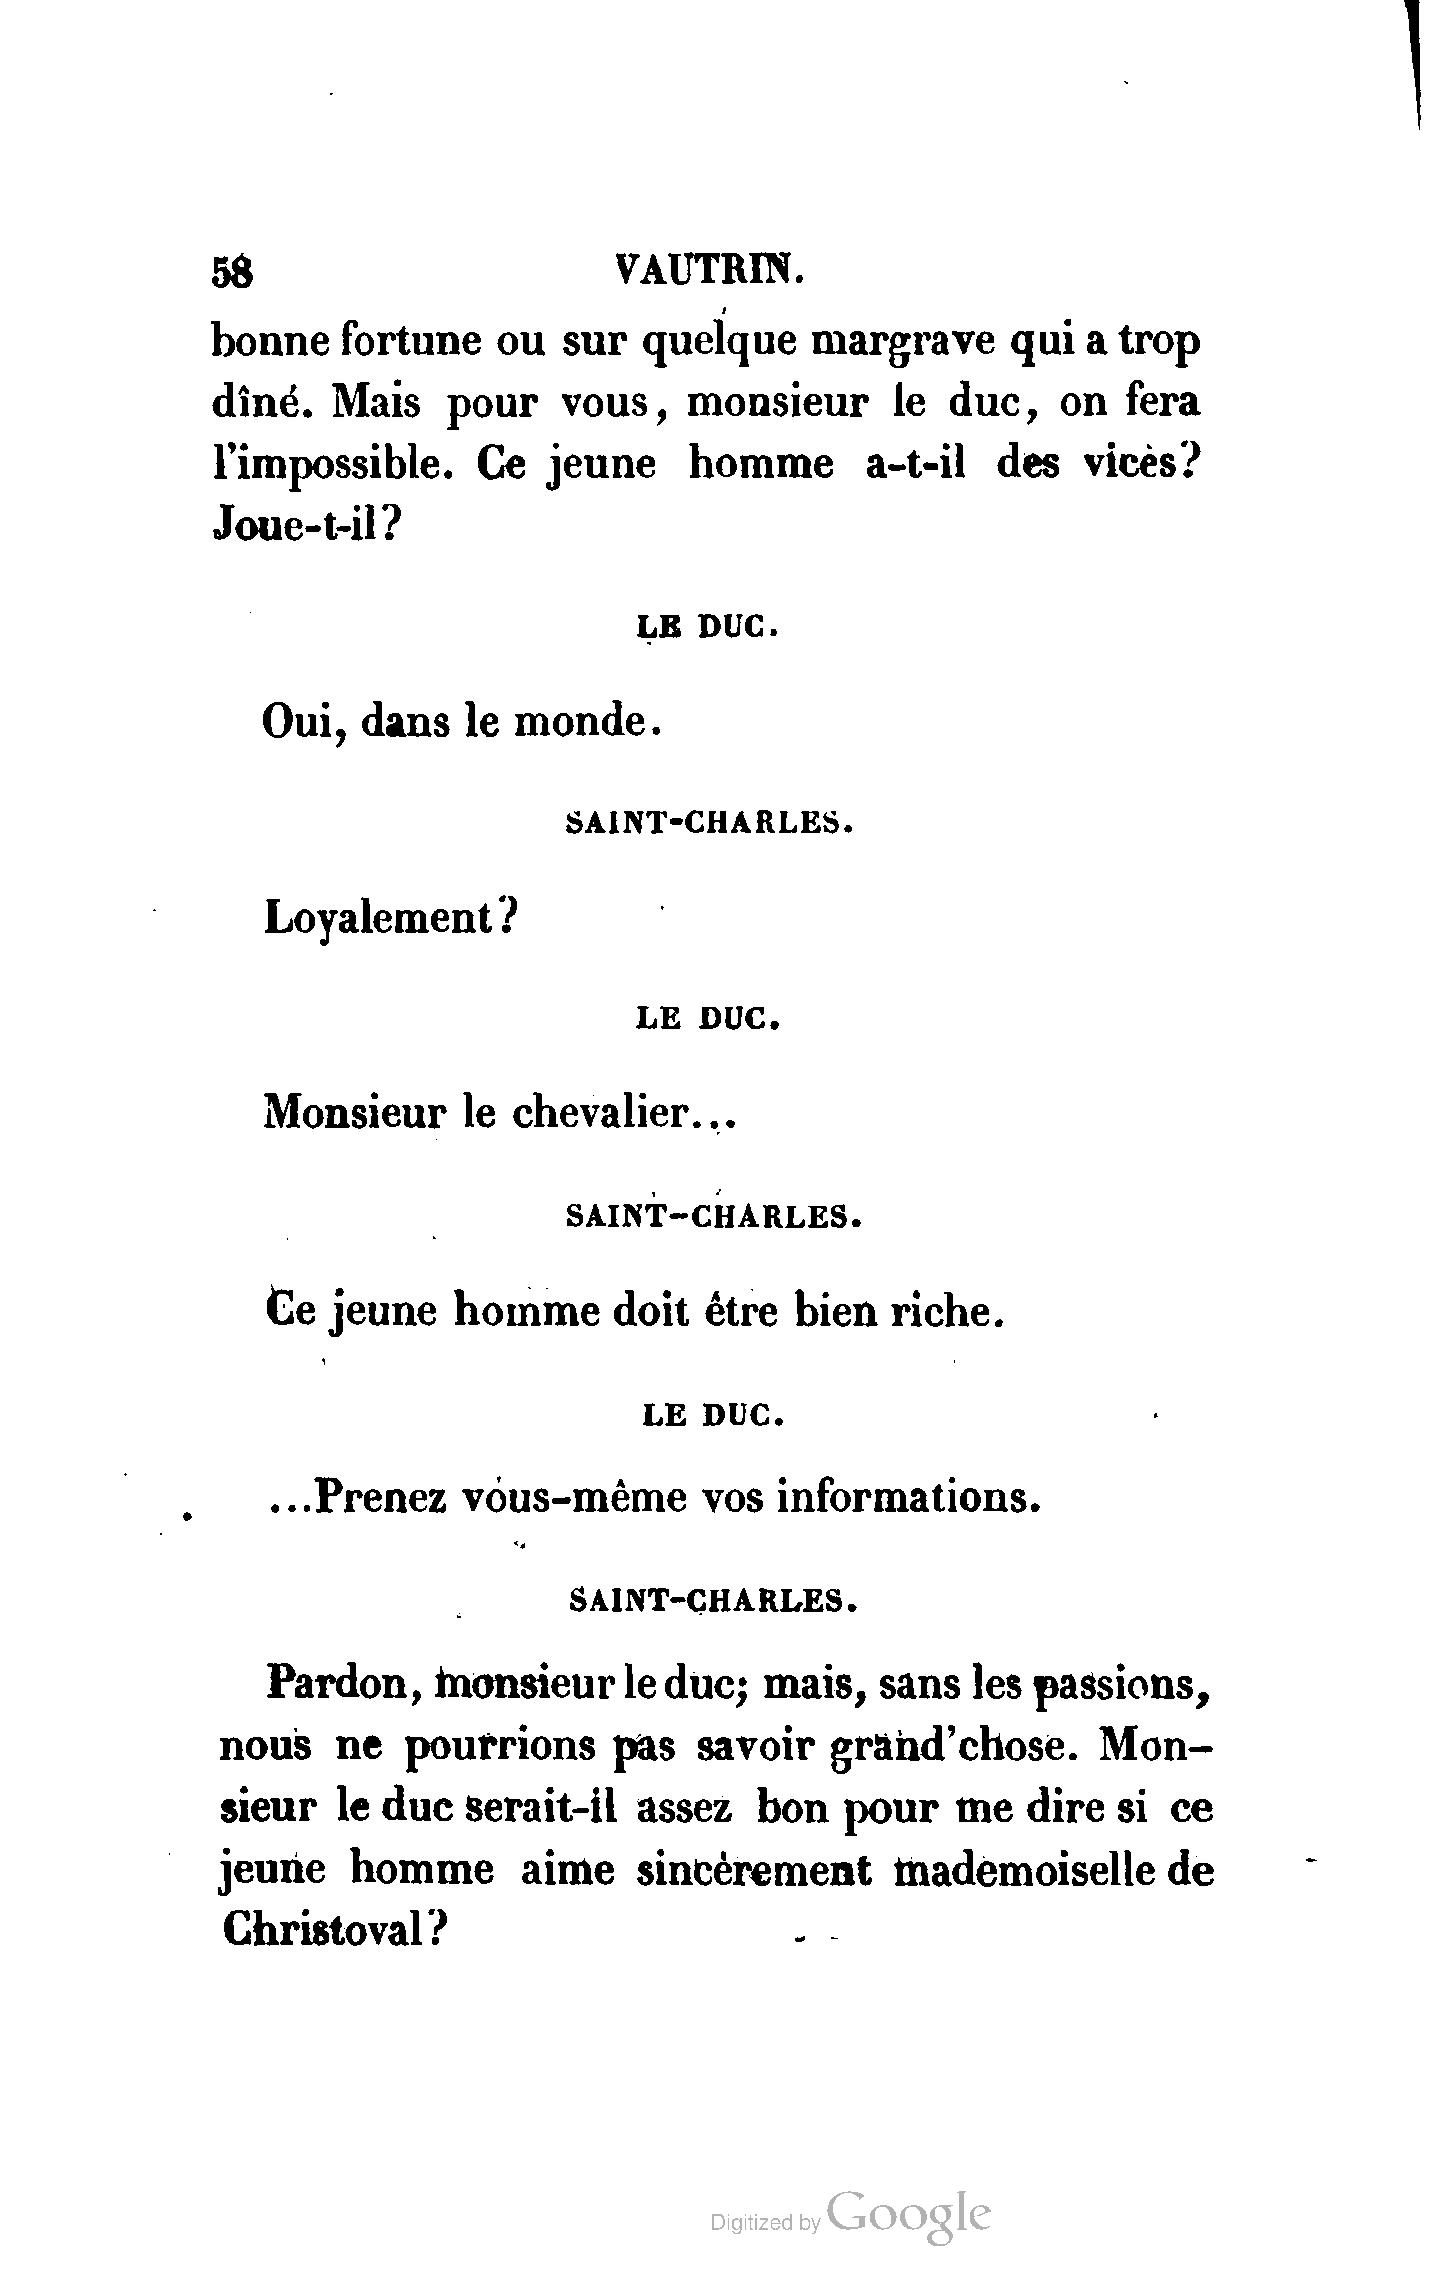 58 VAUTRIN.
bonne fortune ou sur quelque margrave qui a trop
dîné. Mais pour vous, monsieur le duc, on fera
l'impossible. Ce jeune homme a-t-il des vices?
Joue-t-il?
LE DUC.
Oui, dans le monde.
SAINT-CHARLES.
Loyalement?
LE DUC.
Monsieur le chevalier...
SAINT-CHARLES.
Ce jeune homme doit être bien riche.
LE DUC.
...Prenez vous-même vos informations.
SAINT-CHARLES.
Pardon, monsieur le duc; mais, sans les passions,
nous ne pourrions pas savoir grand'chose. Mon-
sieur le duc serait-il assez bon pour me dire si ce
jeune homme aime sincèrement mademoiselle de
Christoval?
Digitized by Google